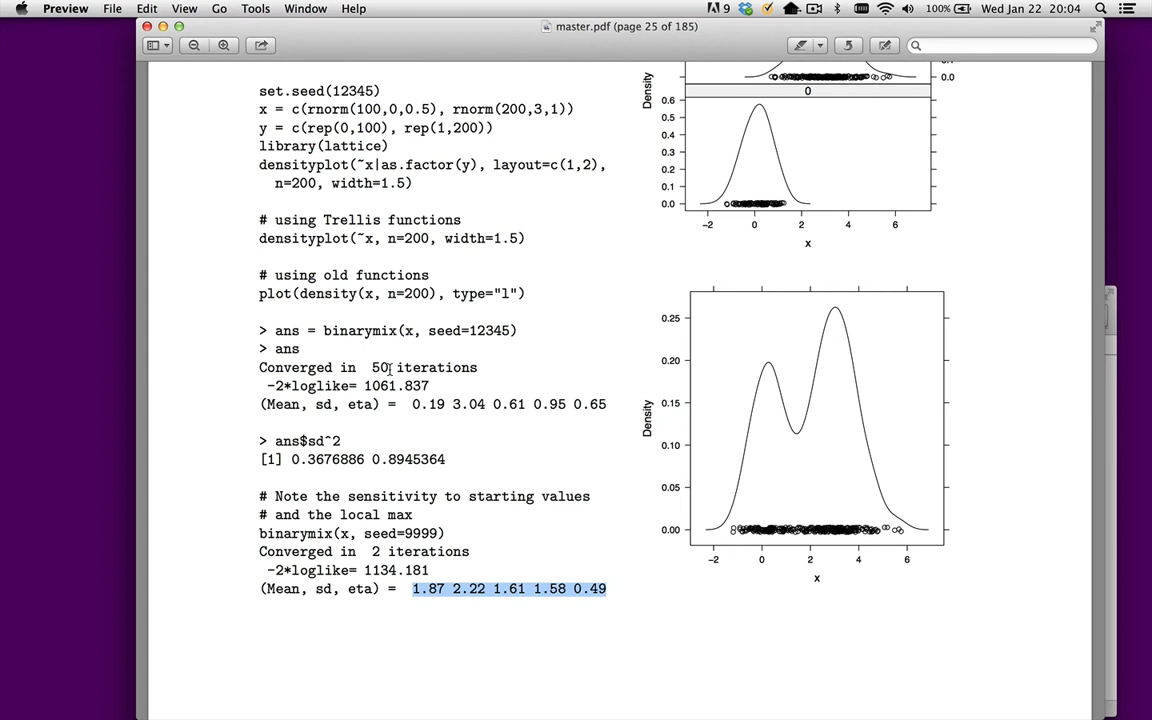 Preview File Edit View Go Tools Window Help 9 100% Wed Jan 22 20:04
master.pdf (page 25 of 185)
set.seed(12345)
x = c(rnorm(100,0,0.5), rnorm(200,3,1))
y = c(rep(0,100), rep(1,200))
library(lattice)
densityplot(~x|as.factor(y), layout=c(1,2),
n=200, width=1.5)
# using Trellis functions
densityplot(~x, n=200, width=1.5)
# using old functions
plot(density(x, n=200), type="l")
> ans = binarymix(x, seed=12345)
> ans
Converged in 50 iterations
-2*loglike= 1061.837
(Mean, sd, eta) = 0.19 3.04 0.61 0.95 0.65
> ans$sd^2
[1] 0.3676886 0.8945364
# Note the sensitivity to starting values
# and the local max
binarymix(x, seed=9999)
Converged in 2 iterations
-2*loglike= 1134.181
(Mean, sd, eta) = 1.87 2.22 1.61 1.58 0.49
Density
0.0
0
0.6
0.5
0.4
0.3
0.2
0.1
0.0
-2 0 2 4 6
x
Density
0.25
0.20
0.15
0.10
0.05
0.00
-2 0 2 4 6
x